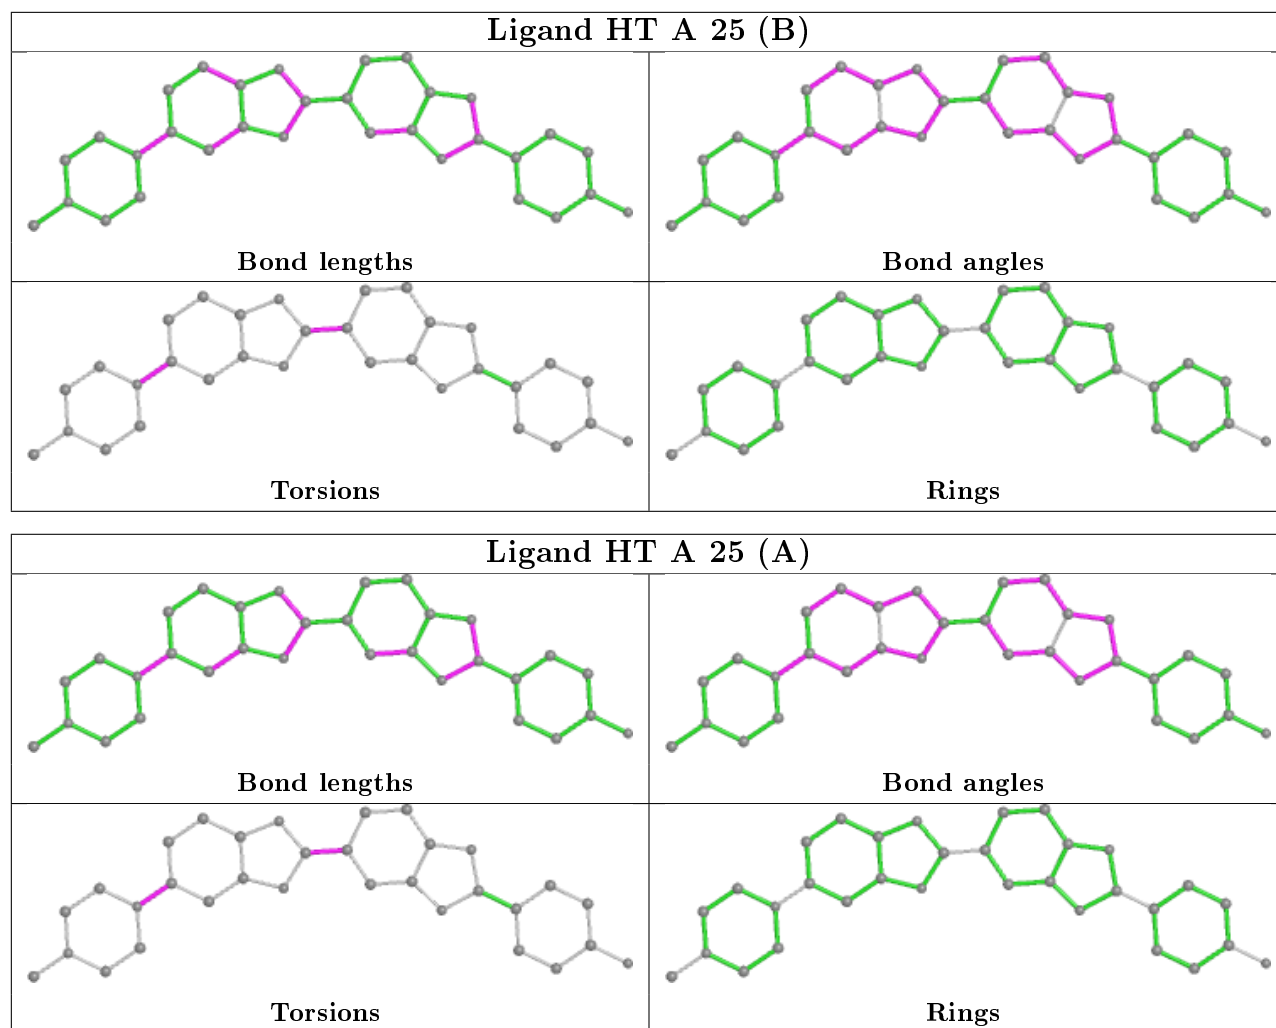 Ligand HT A 25 (B)
Bond lengths
Bond angles
Torsions
Rings
Ligand HT A 25 (A)
Bond lengths
Bond angles
Torsions
Rings